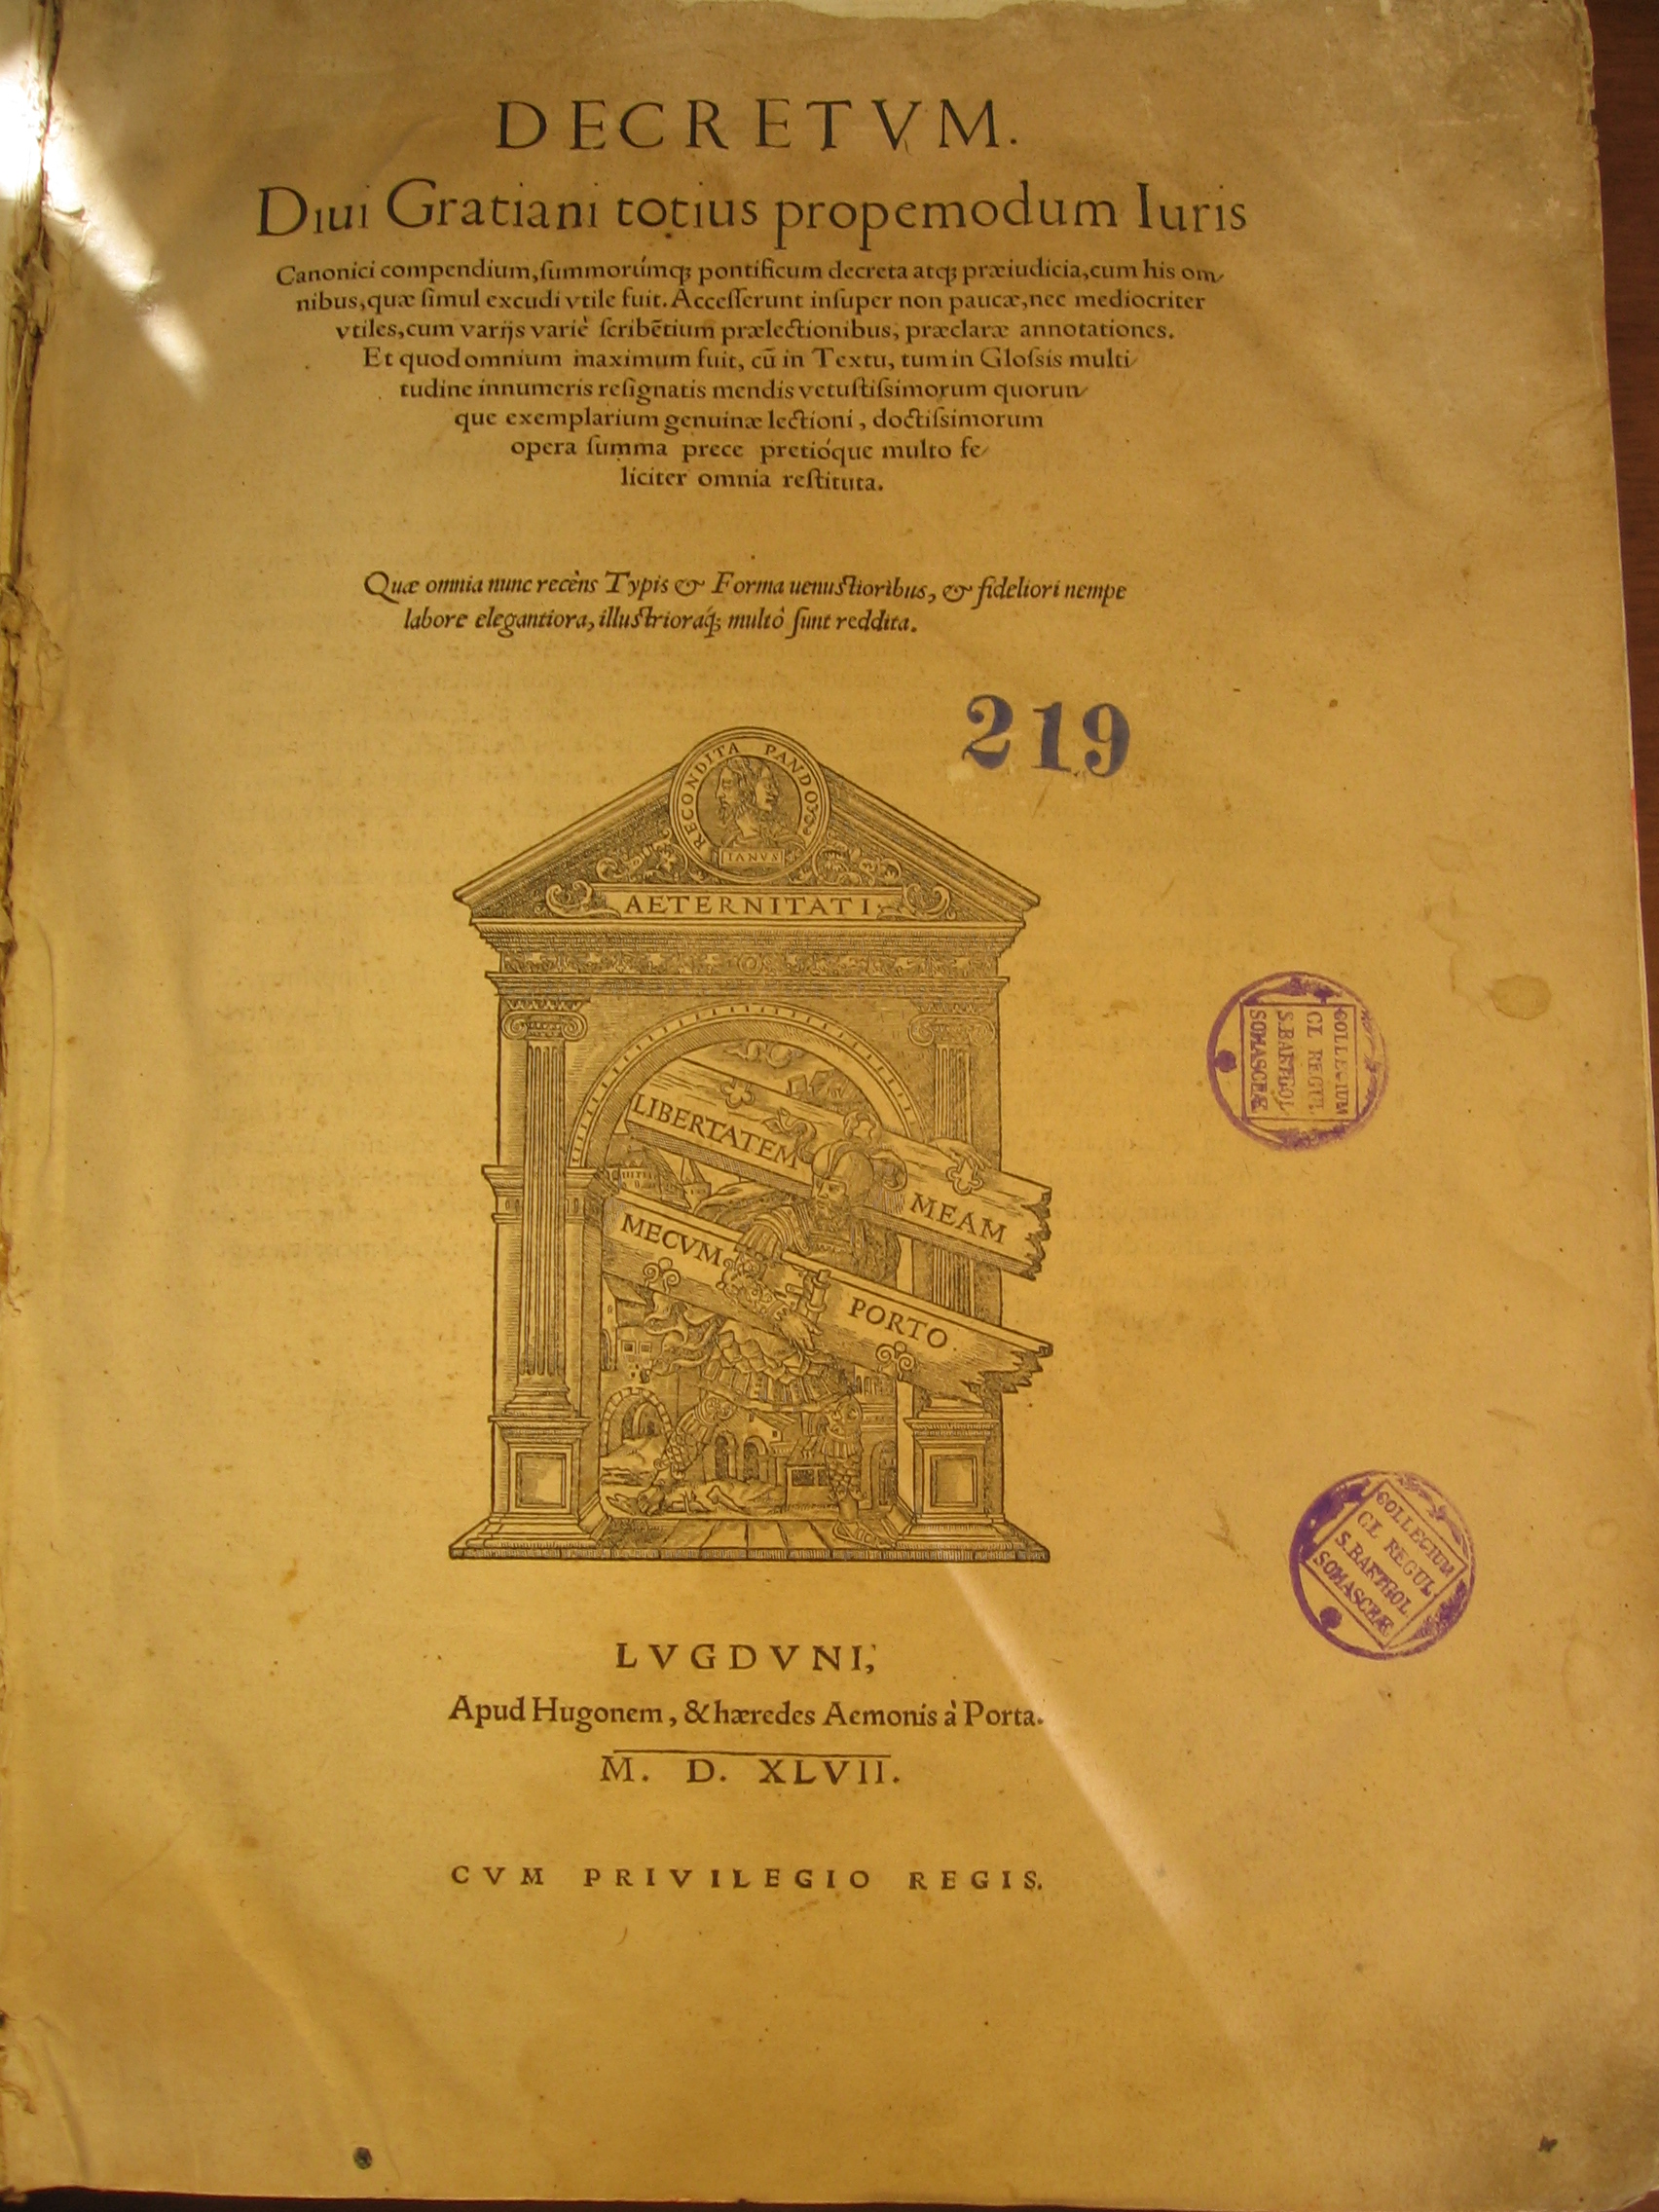 DECRETVM.
Diui Gratiani totius propemodum Iuris
Canonici compendium, ſummorúmq; pontificum decreta atq; præiudicia, cum his om⸗
nibus, quæ ſimul excudi vtile fuit. Acceſſerunt inſuper non paucæ, nec mediocriter
vtiles, cum varijs variè ſcribētium prælectionibus, præclaræ annotationes.
Et quod omnium maximum fuit, cū in Textu, tum in Gloſsis multi⸗
tudine innumeris reſignatis mendis vetuſtiſsimorum quorun⸗
que exemplarium genuinæ lectioni, doctiſsimorum
opera ſumma prece pretióque multo fe⸗
liciter omnia reſtituta.
Quæ omnia nunc recèns Typis & Forma uenuſtioribus, & fideliori nempe
labore elegantiora, illuſtrioráq; multò ſunt reddita.
219
RECONDITA PANDO
IANVS
AETERNITATI
LIBERTATEM MEAM
MECVM PORTO
COLLEGIUM
CL REGUL
S.BARTHOL
SOMASCHÆ
COLLEGIUM
CL REGUL
S.BARTHOL
SOMASCHÆ
LVGDVNI,
Apud Hugonem, & hæredes Aemonis à Porta.
M. D. XLVII.
CVM PRIVILEGIO REGIS.